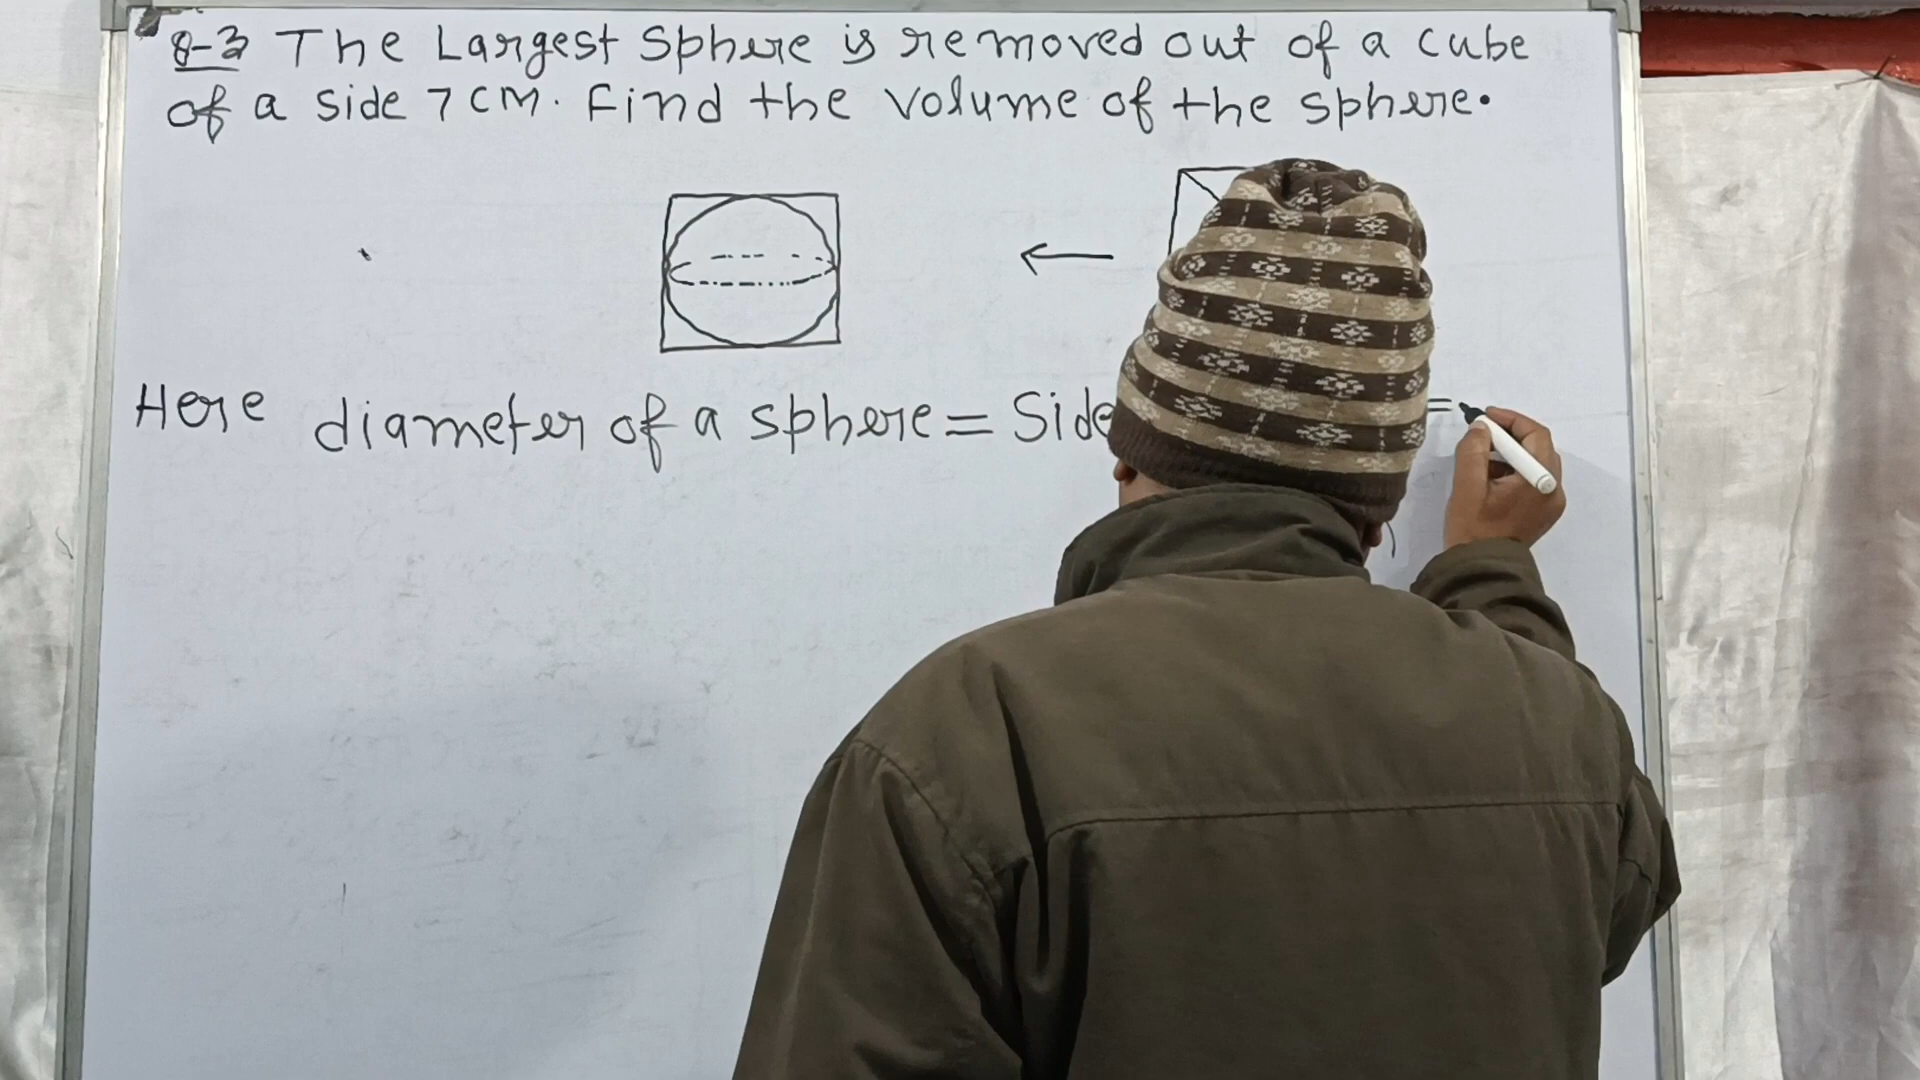 Q-3 The Largest Sphere is removed out of a cube
of a side 7 CM. Find the volume of the sphere.
Here diameter of a sphere = Side =